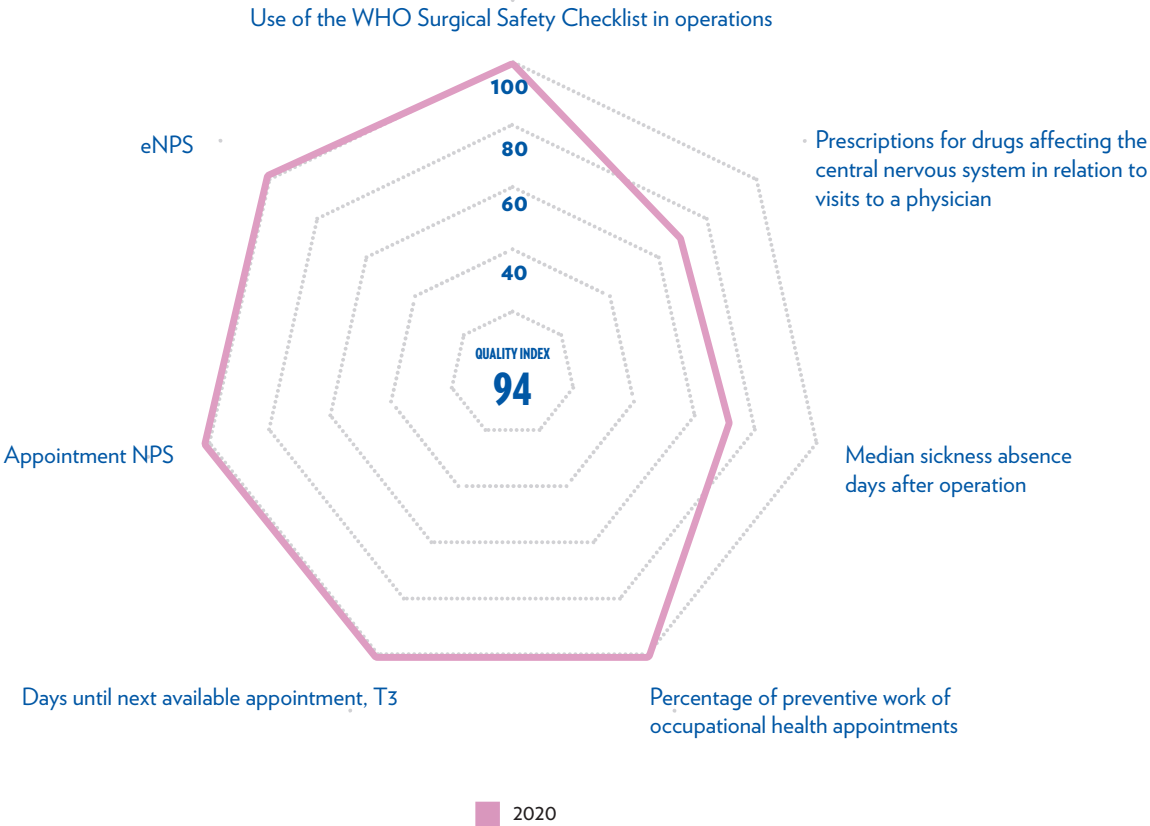 Use of the WHO Surgical Safety Checklist in operations
100
eNPS
Prescriptions for drugs affecting the
central nervous system in relation to
visits to a physician
80
60
40
QUALITY INDEX
94
Appointment NPS
Median sickness absence
days after operation
Days until next available appointment, T3
Percentage of preventive work of
occupational health appointments
2020